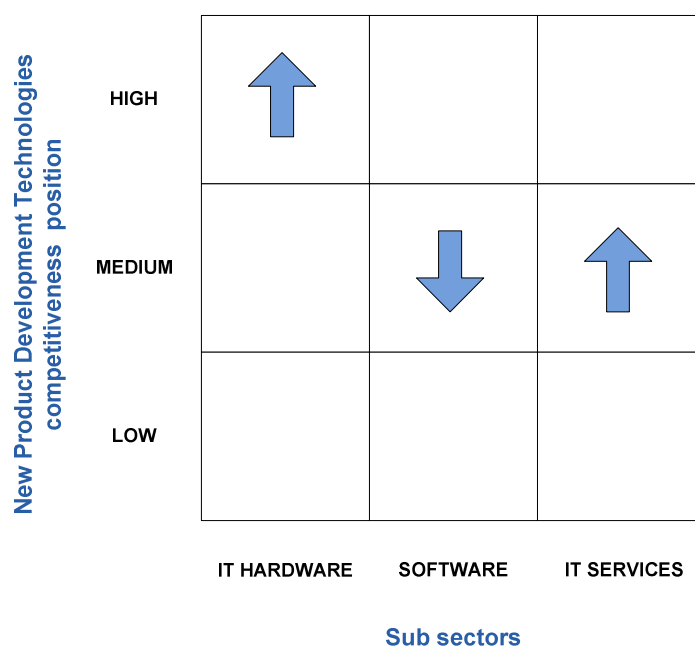 New Product Development Technologies
competitiveness position
HIGH
MEDIUM
LOW
IT HARDWARE
SOFTWARE
IT SERVICES
Sub sectors